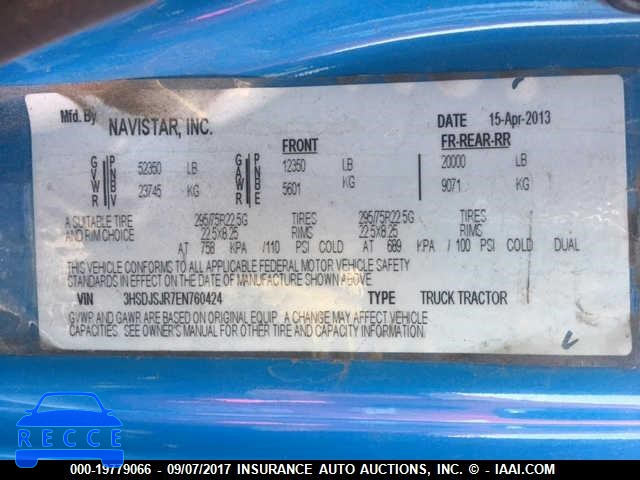 Mfd. By NAVISTAR, INC. DATE 15-Apr-2013
FRONT FR-REAR-RR
GVWR PNBV 52350 LB GAWR PNBE 12350 LB 20000 LB
23745 KG 5601 KG 9071 KG
A SUITABLE TIRE 295/75R22.5G TIRES 295/75R22.5G TIRES
AND RIM CHOICE 22.5X8.25 RIMS 22.5X8.25 RIMS
AT 758 KPA /110 PSI COLD AT 689 KPA / 100 PSI COLD DUAL
THIS VEHICLE CONFORMS TO ALL APPLICABLE FEDERAL MOTOR VEHICLE SAFETY
STANDARDS IN EFFECT ON THE DATE OF MANUFACTURE SHOWN ABOVE.
VIN 3HSDJSJR7EN760424 TYPE TRUCK TRACTOR
GVWP AND GAWR ARE BASED ON ORIGINAL EQUIP. A CHANGE MAY AFFECT VEHICLE
CAPACITIES. SEE OWNER'S MANUAL FOR OTHER TIRE AND CAPACITY INFORMATION.
RECCE
000-19779066 - 09/07/2017 INSURANCE AUTO AUCTIONS, INC. - IAAI.COM